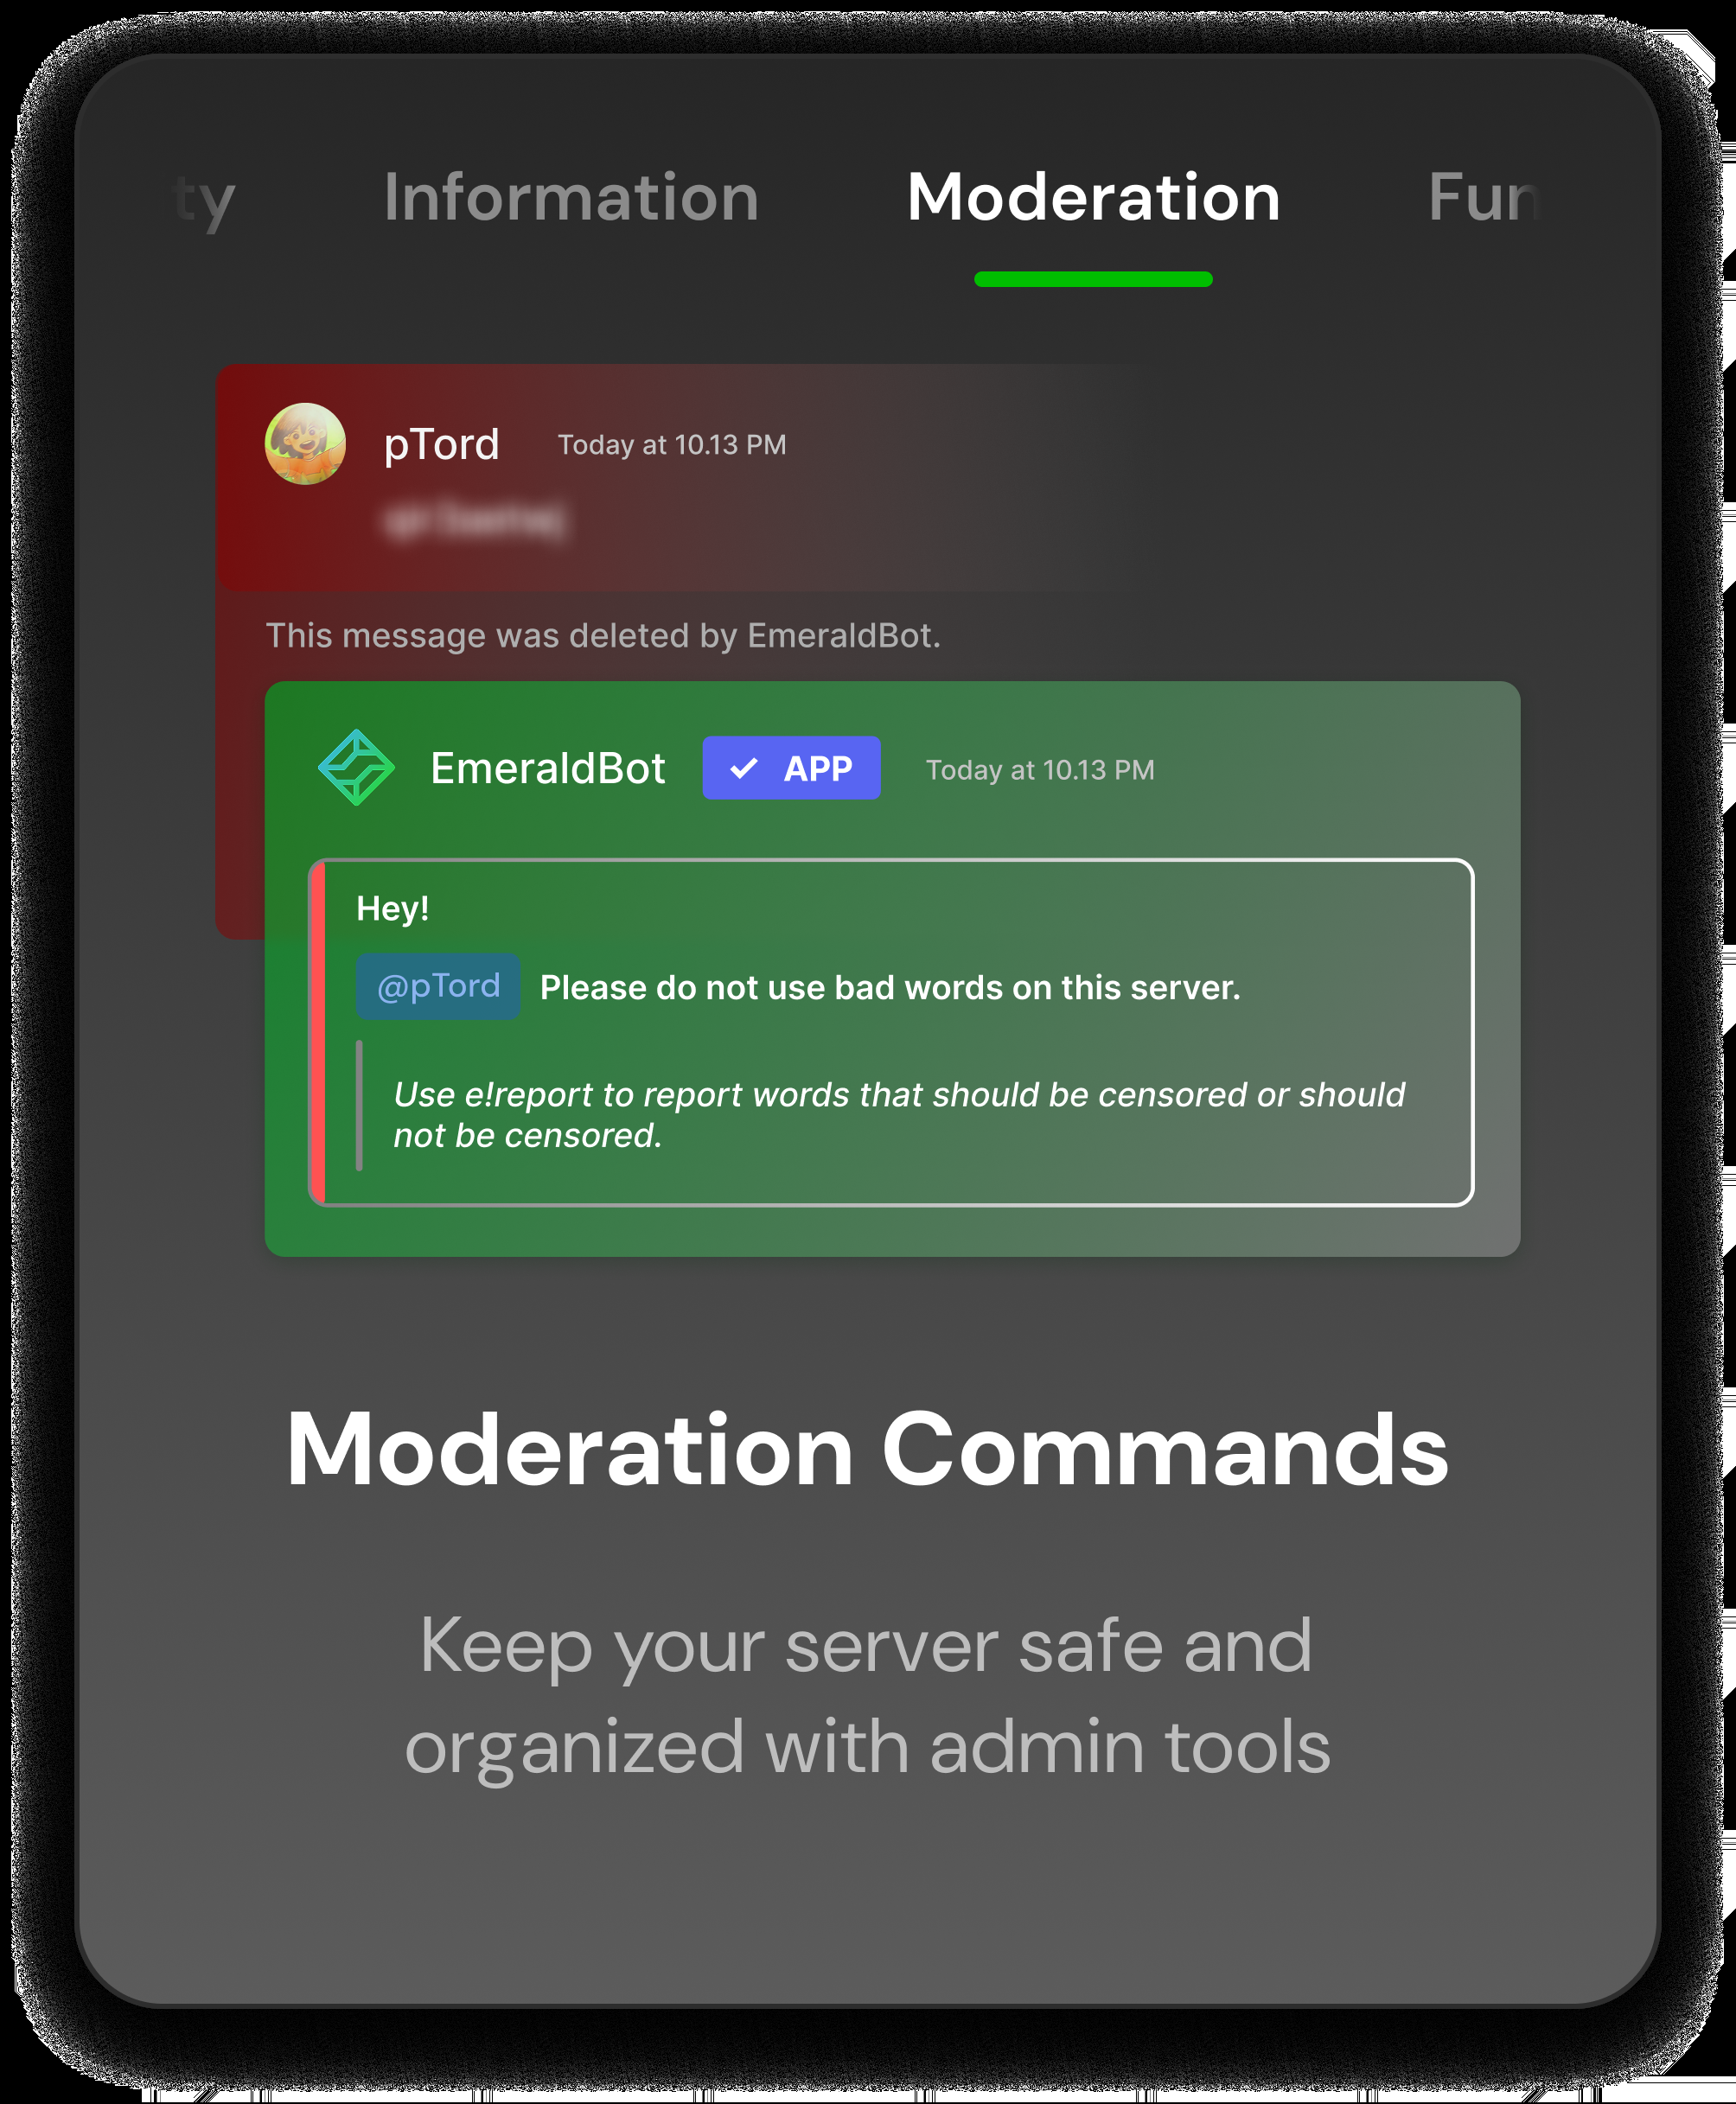 ty Information Moderation Fun
pTord Today at 10.13 PM
This message was deleted by EmeraldBot.
EmeraldBot APP Today at 10.13 PM
Hey!
@pTord Please do not use bad words on this server.
Use e!report to report words that should be censored or should
not be censored.
Moderation Commands
Keep your server safe and
organized with admin tools